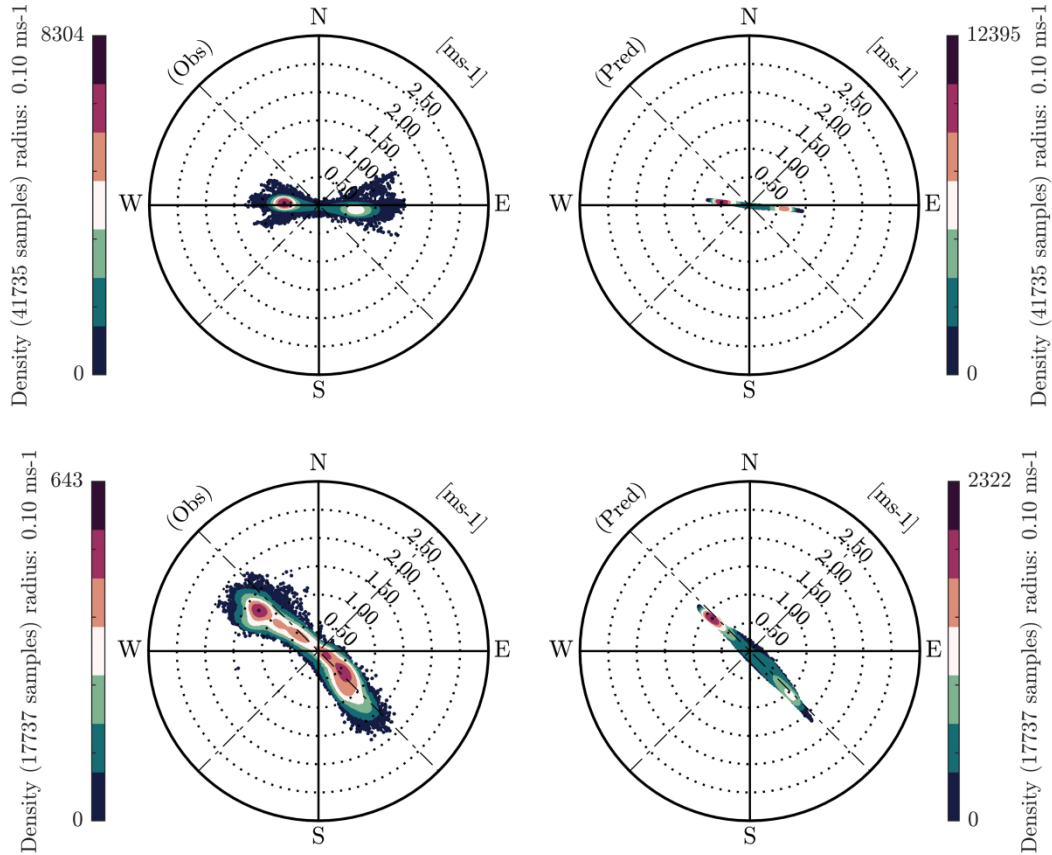 8304
Density (41735 samples) radius: 0.10 ms-1
0
N
(Obs)
[ms-1]
2.50
2.00
1.50
1.00
0.50
W
E
S
N
(Pred)
[ms-1]
2.50
2.00
1.50
1.00
0.50
W
E
S
12395
Density (41735 samples) radius: 0.10 ms-1
0
643
Density (17737 samples) radius: 0.10 ms-1
0
N
(Obs)
[ms-1]
2.50
2.00
1.50
1.00
0.50
W
E
S
N
(Pred)
[ms-1]
2.50
2.00
1.50
1.00
0.50
W
E
S
2322
Density (17737 samples) radius: 0.10 ms-1
0